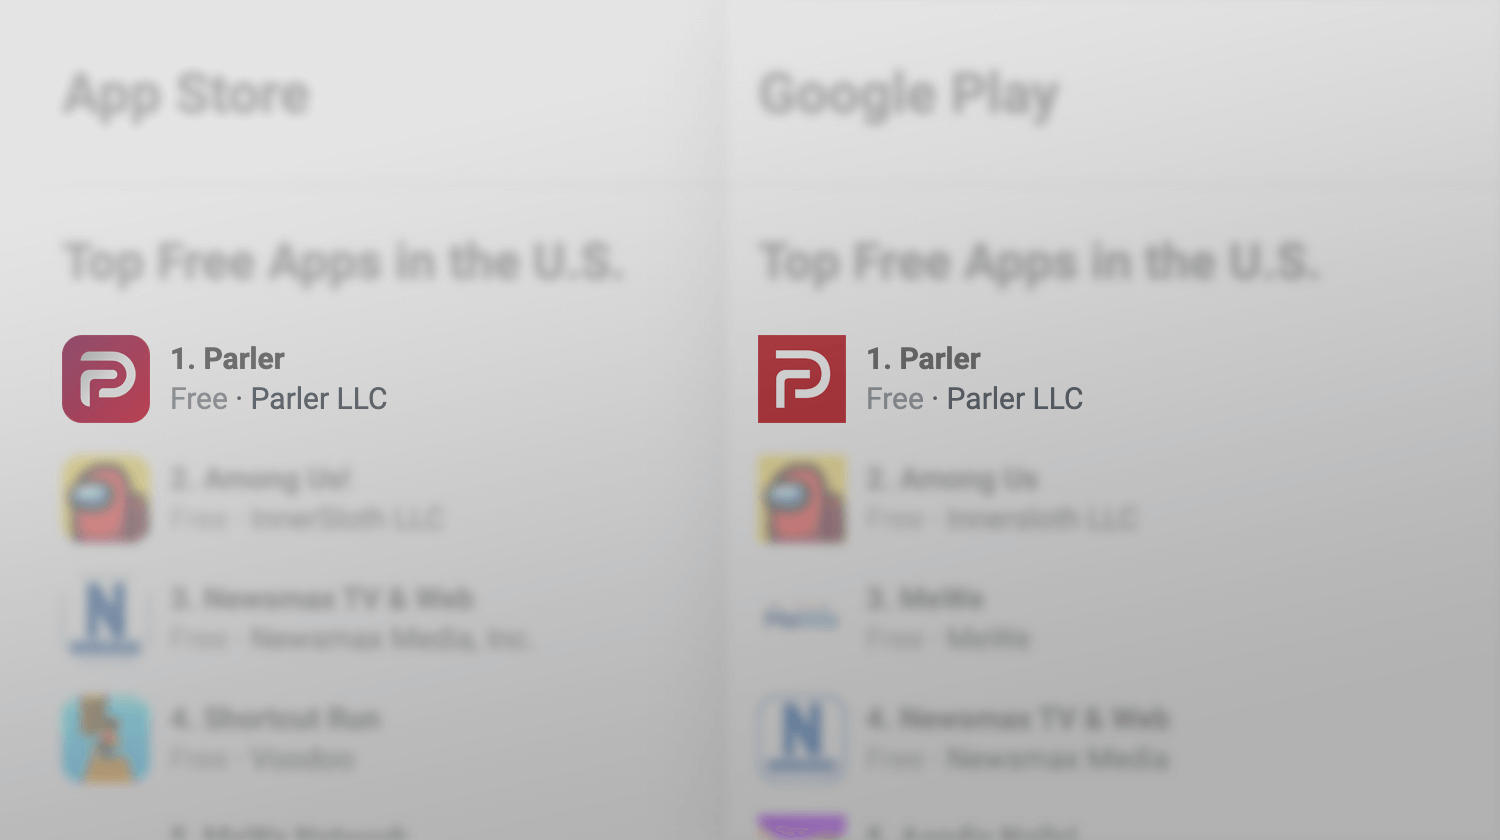 App Store
Top Free Apps in the U.S.
1. Parler
Free · Parler LLC
2. Among Us!
Free · InnerSloth LLC
3. Newsmax TV & Web
Free · Newsmax Media, Inc.
4. Shortcut Run
Free · Voodoo
5. MeWe Network
Google Play
Top Free Apps in the U.S.
1. Parler
Free · Parler LLC
2. Among Us
Free · Innersloth LLC
3. MeWe
Free · MeWe
4. Newsmax TV & Web
Free · Newsmax Media